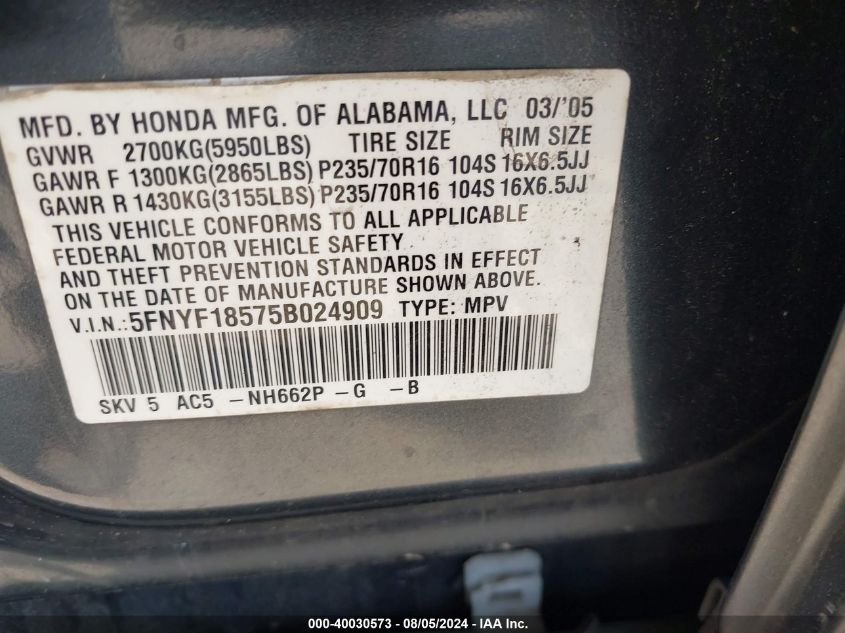 MFD. BY HONDA MFG. OF ALABAMA, LLC 03/'05
GVWR 2700KG(5950LBS) TIRE SIZE RIM SIZE
GAWR F 1300KG(2865LBS) P235/70R16 104S 16X6.5JJ
GAWR R 1430KG(3155LBS) P235/70R16 104S 16X6.5JJ
THIS VEHICLE CONFORMS TO ALL APPLICABLE
FEDERAL MOTOR VEHICLE SAFETY
AND THEFT PREVENTION STANDARDS IN EFFECT
ON THE DATE OF MANUFACTURE SHOWN ABOVE.
V.I.N.:5FNYF18575B024909 TYPE: MPV
SKV 5 AC5 -NH662P -G -B
000-40030573 - 08/05/2024 - IAA Inc.